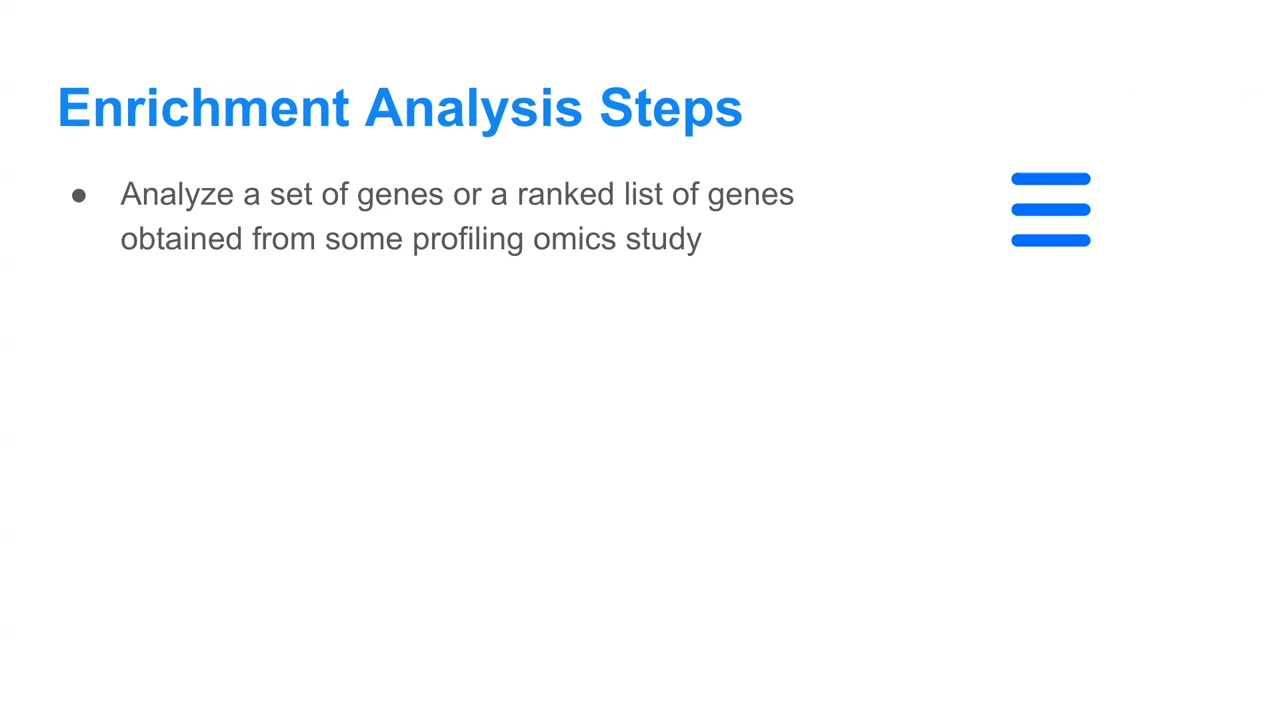 Enrichment Analysis Steps
● Analyze a set of genes or a ranked list of genes
obtained from some profiling omics study